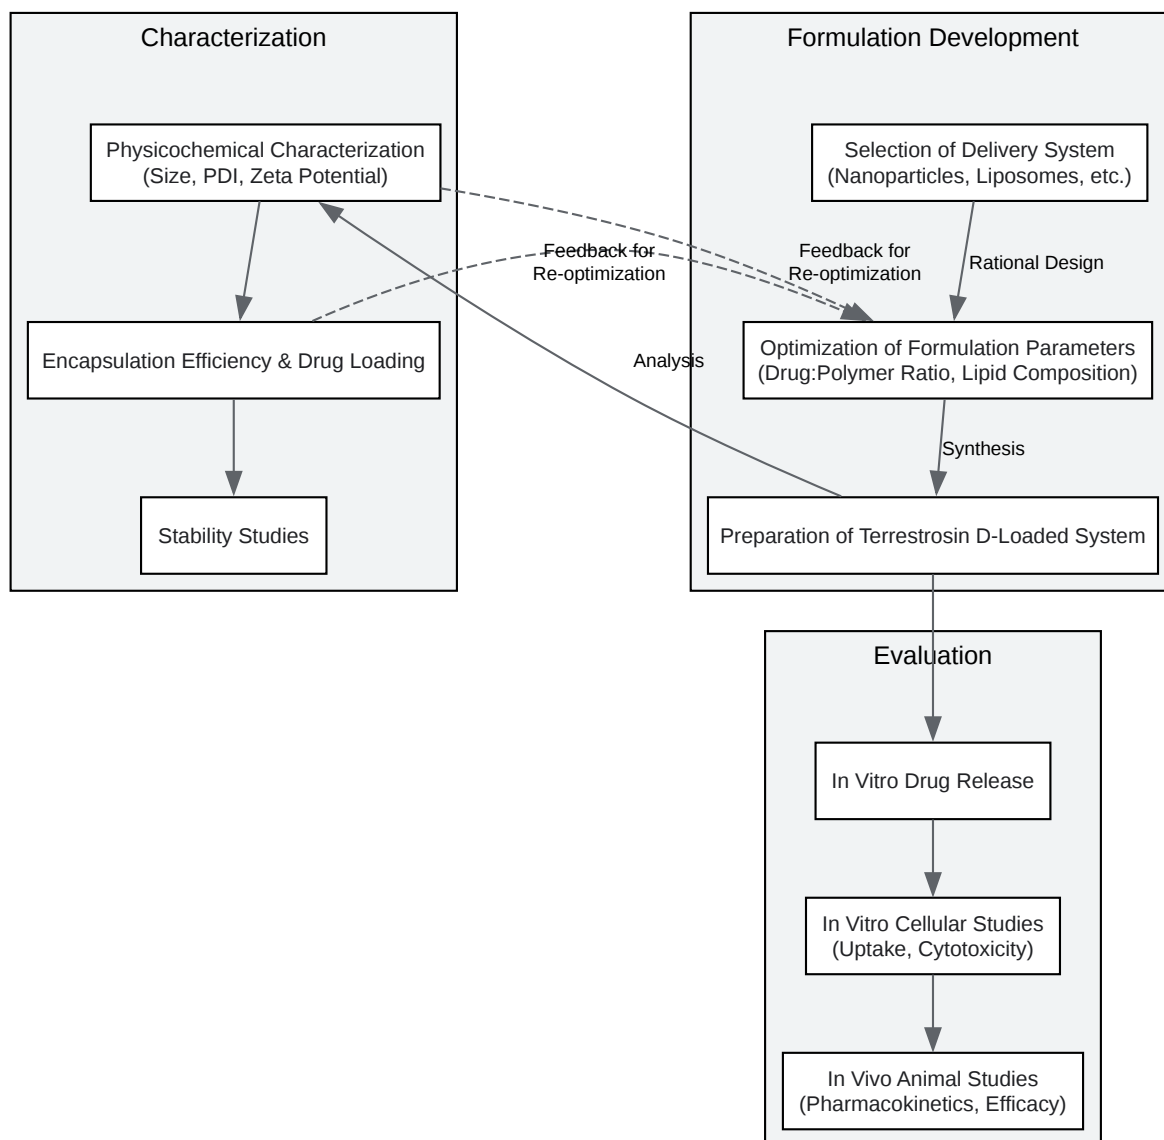 Characterization
Physicochemical Characterization
(Size, PDI, Zeta Potential)
Encapsulation Efficiency & Drug Loading
Stability Studies
Feedback for
Re-optimization
Analysis
Formulation Development
Selection of Delivery System
(Nanoparticles, Liposomes, etc.)
Feedback for
Re-optimization
Rational Design
Optimization of Formulation Parameters
(Drug:Polymer Ratio, Lipid Composition)
Synthesis
Preparation of Terrestrosin D-Loaded System
Evaluation
In Vitro Drug Release
In Vitro Cellular Studies
(Uptake, Cytotoxicity)
In Vivo Animal Studies
(Pharmacokinetics, Efficacy)